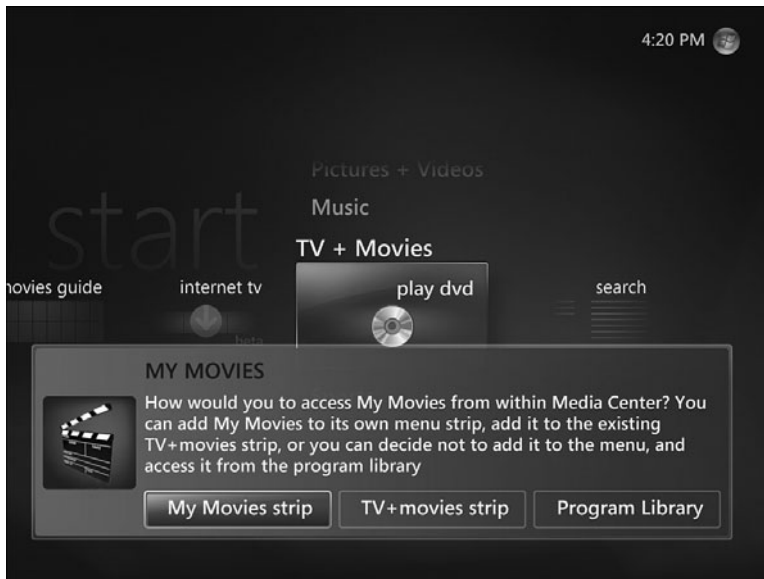 4:20 PM
Pictures + Videos
Music
start
TV + Movies
movies guide
internet tv
play dvd
search
beta
MY MOVIES
How would you to access My Movies from within Media Center? You
can add My Movies to its own menu strip, add it to the existing
TV+movies strip, or you can decide not to add it to the menu, and
access it from the program library
My Movies strip
TV+movies strip
Program Library